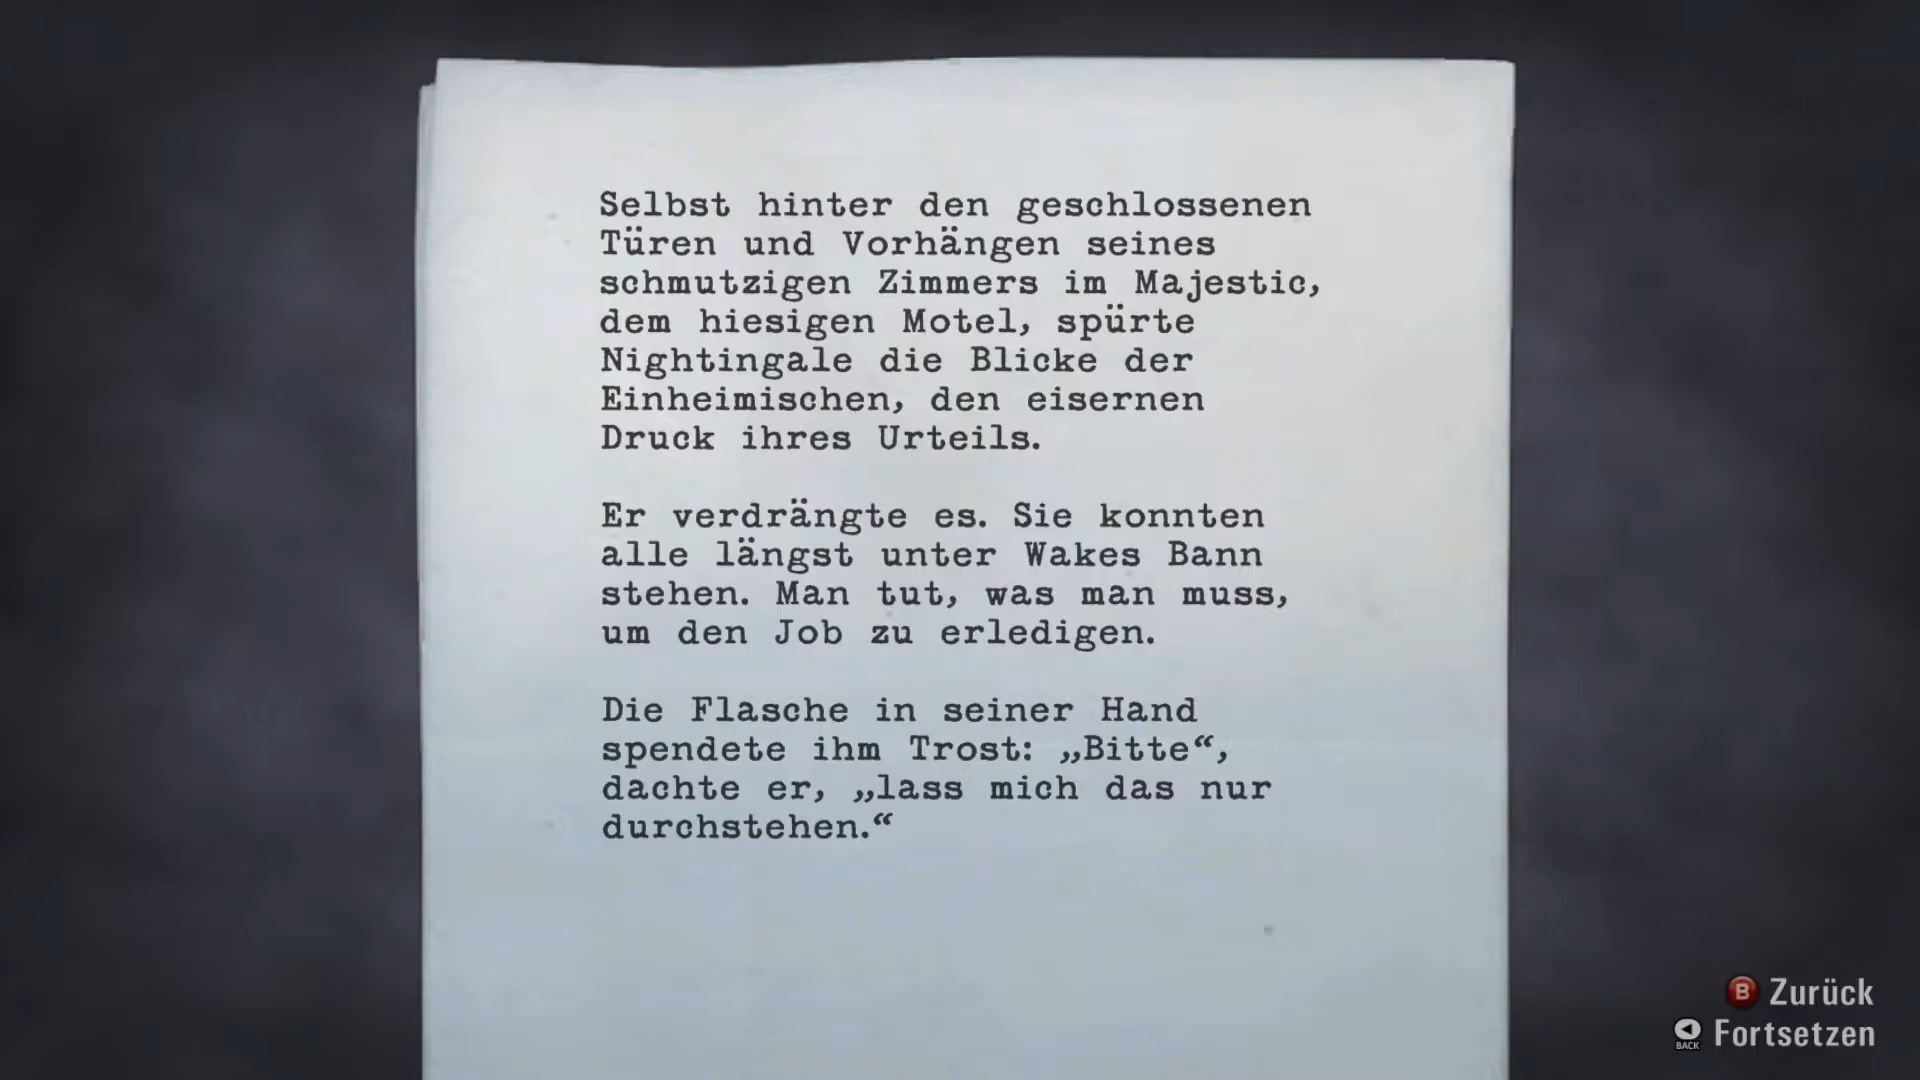 Selbst hinter den geschlossenen
Türen und Vorhängen seines
schmutzigen Zimmers im Majestic,
dem hiesigen Motel, spürte
Nightingale die Blicke der
Einheimischen, den eisernen
Druck ihres Urteils.
Er verdrängte es. Sie konnten
alle längst unter Wakes Bann
stehen. Man tut, was man muss,
um den Job zu erledigen.
Die Flasche in seiner Hand
spendete ihm Trost: „Bitte“,
dachte er, „lass mich das nur
durchstehen.“
B Zurück
BACK Fortsetzen